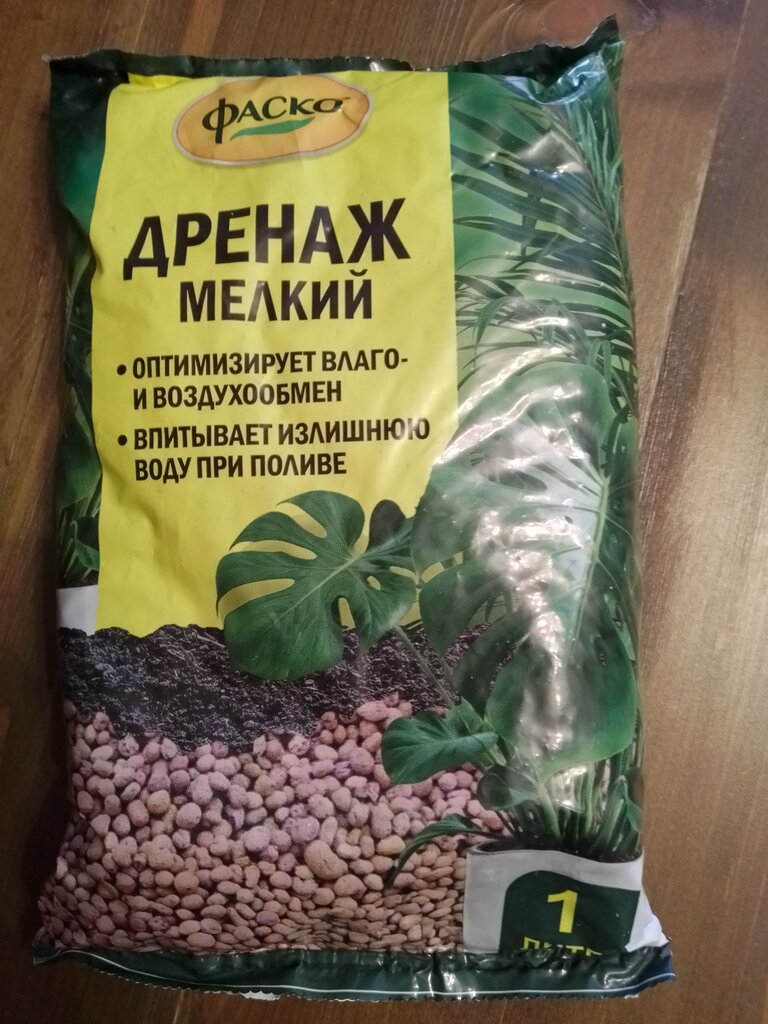 ФАСКО
ДРЕНАЖ
МЕЛКИЙ
• ОПТИМИЗИРУЕТ ВЛАГО-
И ВОЗДУХООБМЕН
• ВПИТЫВАЕТ ИЗЛИШНЮЮ
ВОДУ ПРИ ПОЛИВЕ
1